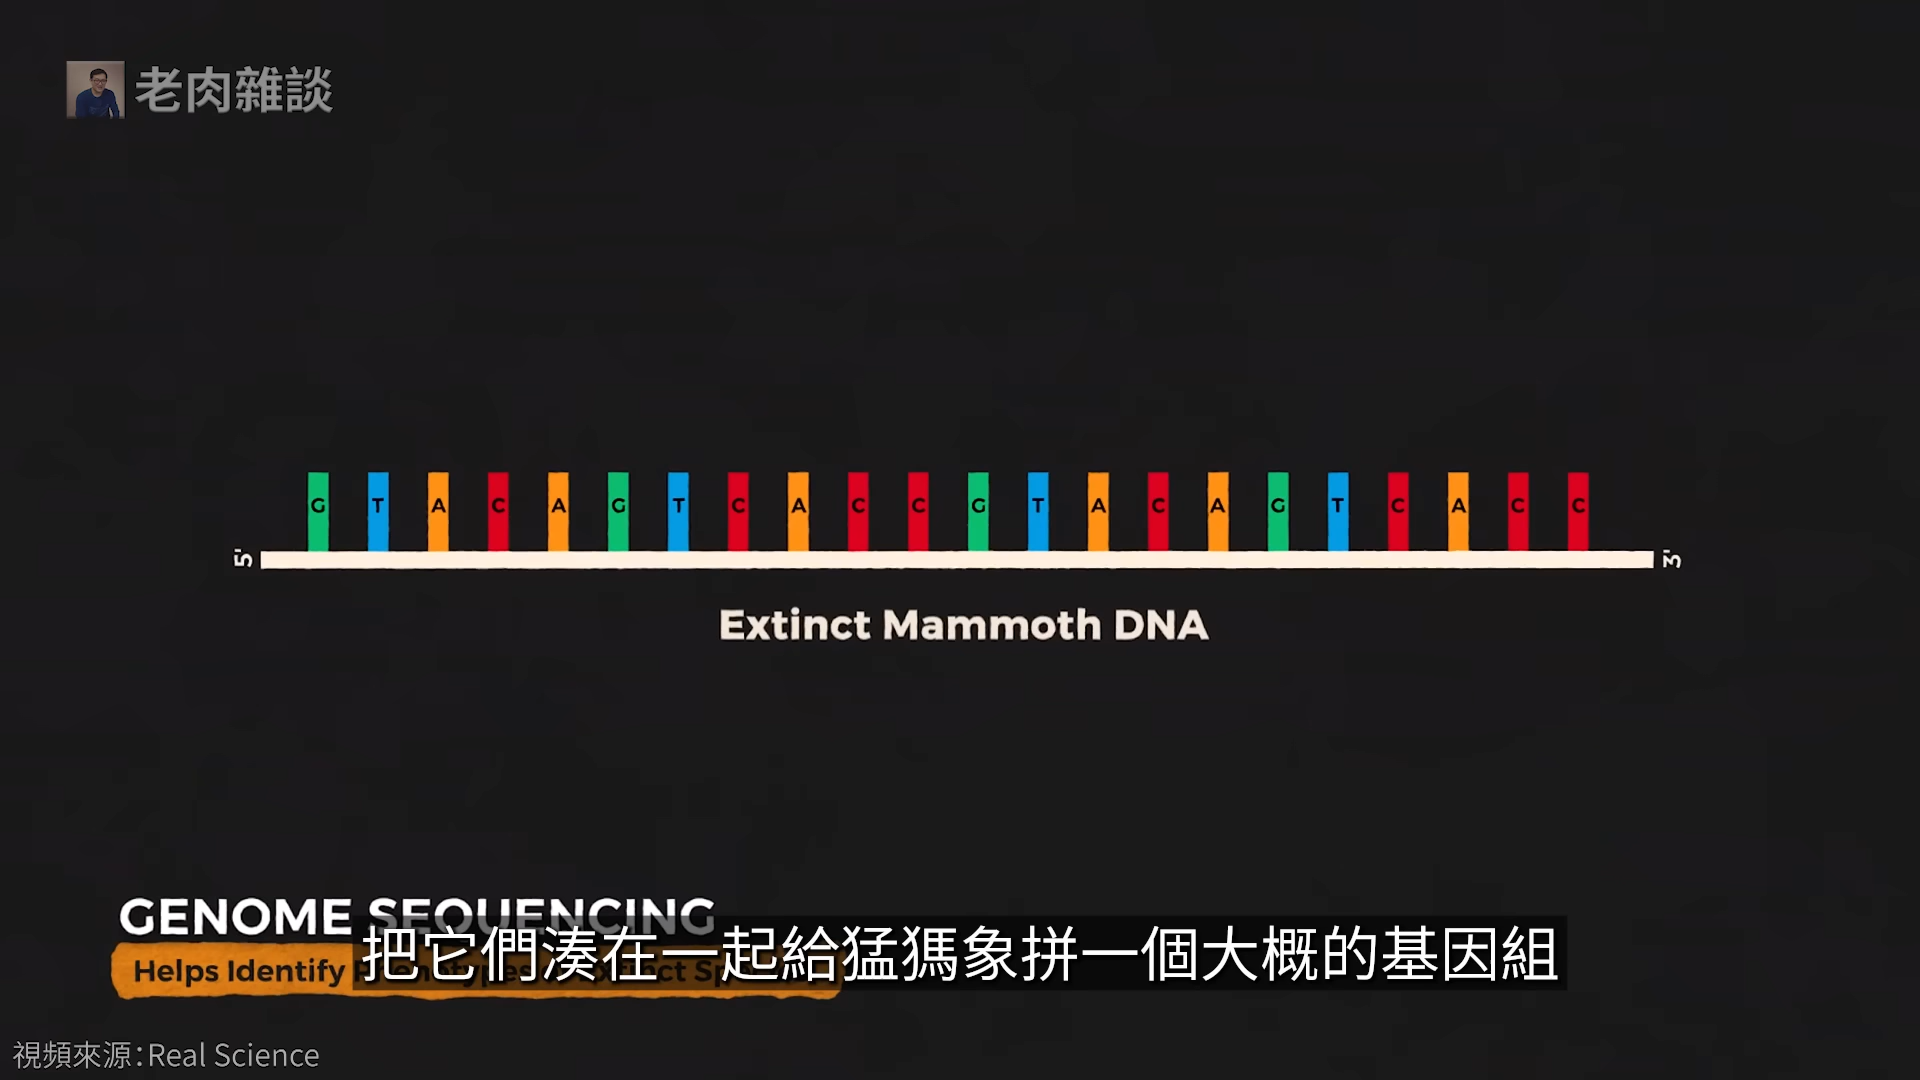 老肉雜談
G T A C A G T C A C C G T A C A G T C A C C
5' 3'
Extinct Mammoth DNA
GENOME SEQUENCING
Helps Identify
把它們湊在一起給猛獁象拼一個大概的基因組
視頻來源：Real Science